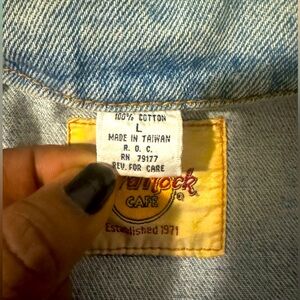 100% COTTON
L
MADE IN TAIWAN
R. O. C.
RN 79177
REV. FOR CARE
Rock
CAFE
Established 1971